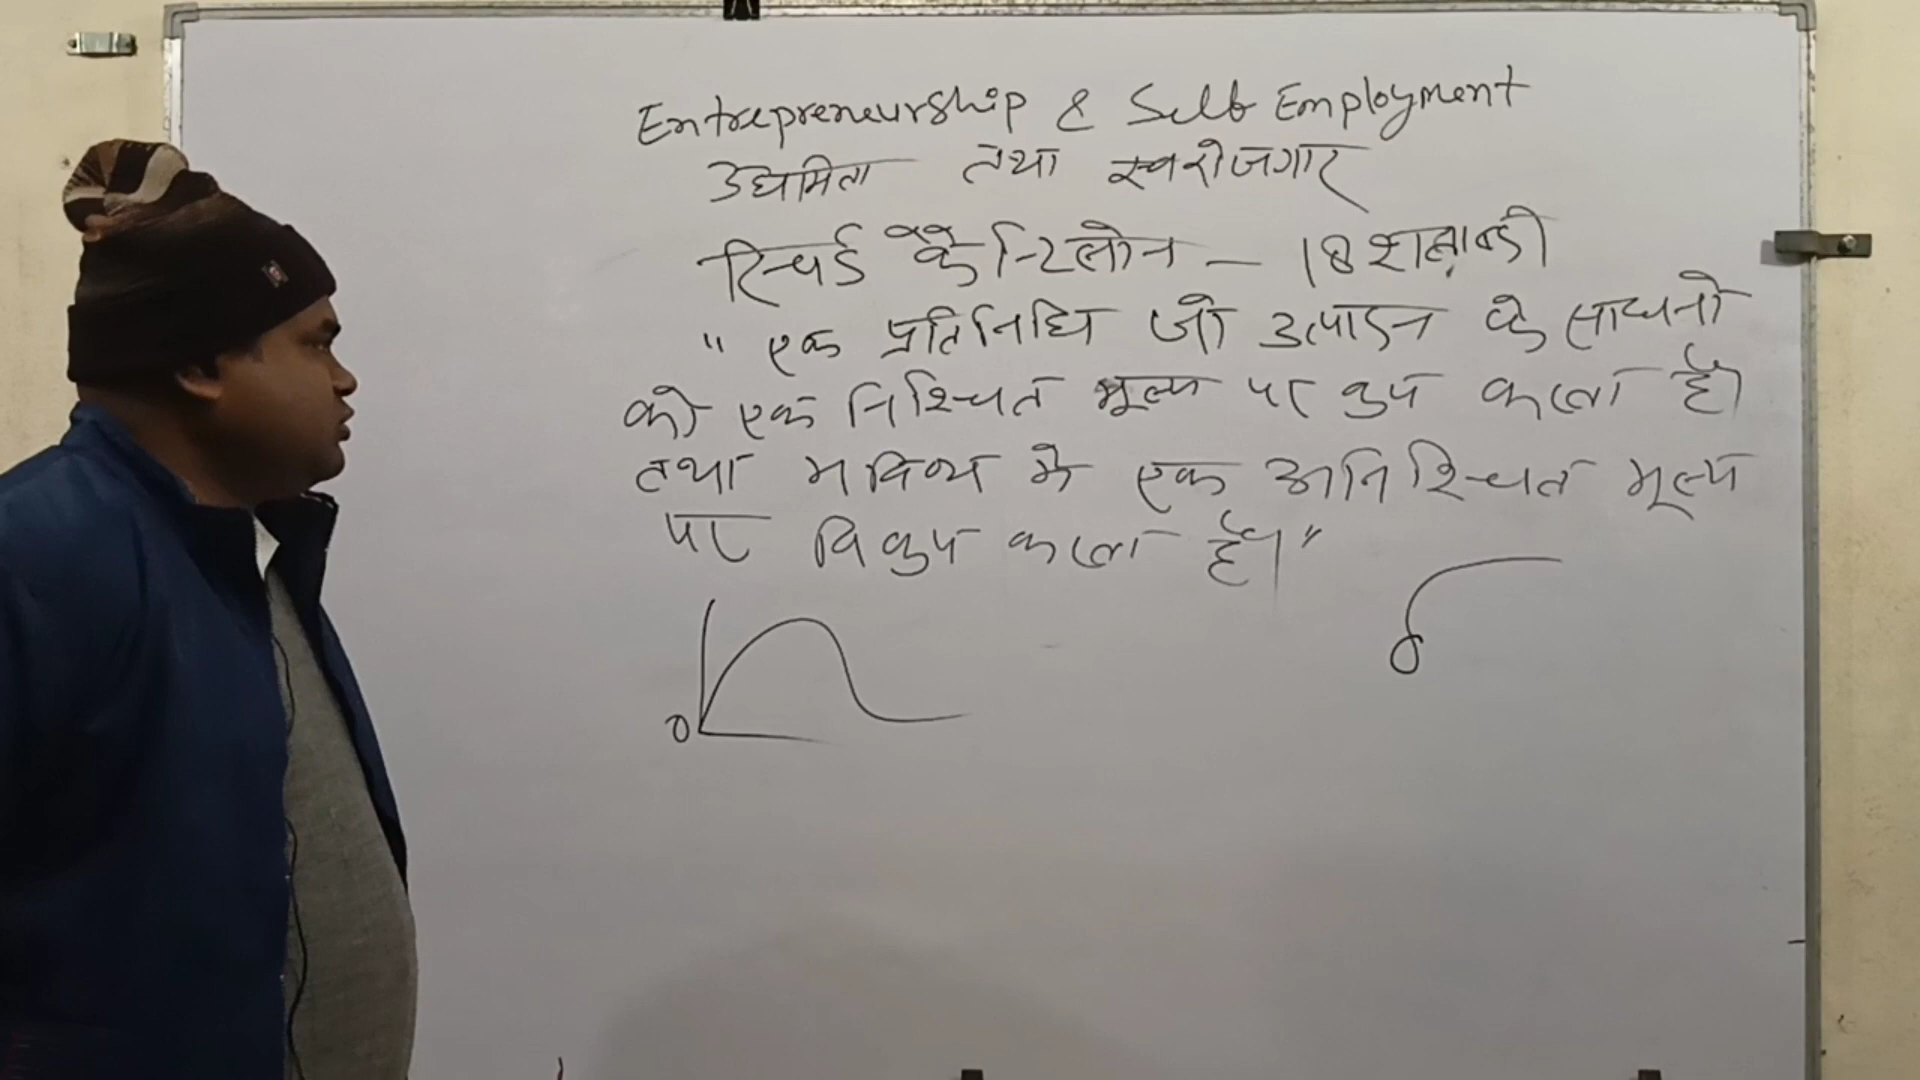 Entrepreneurship & Self Employment
उद्यमिता तथा स्वरोजगार
रिचर्ड कैन्टिलोन - 18 शताब्दी
" एक प्रतिनिधि जो उत्पादन के साधनो
को एक निश्चित मूल्य पर क्रय करता है
तथा भविष्य मे एक अनिश्चित मूल्य
पर विक्रय करता है।"
0